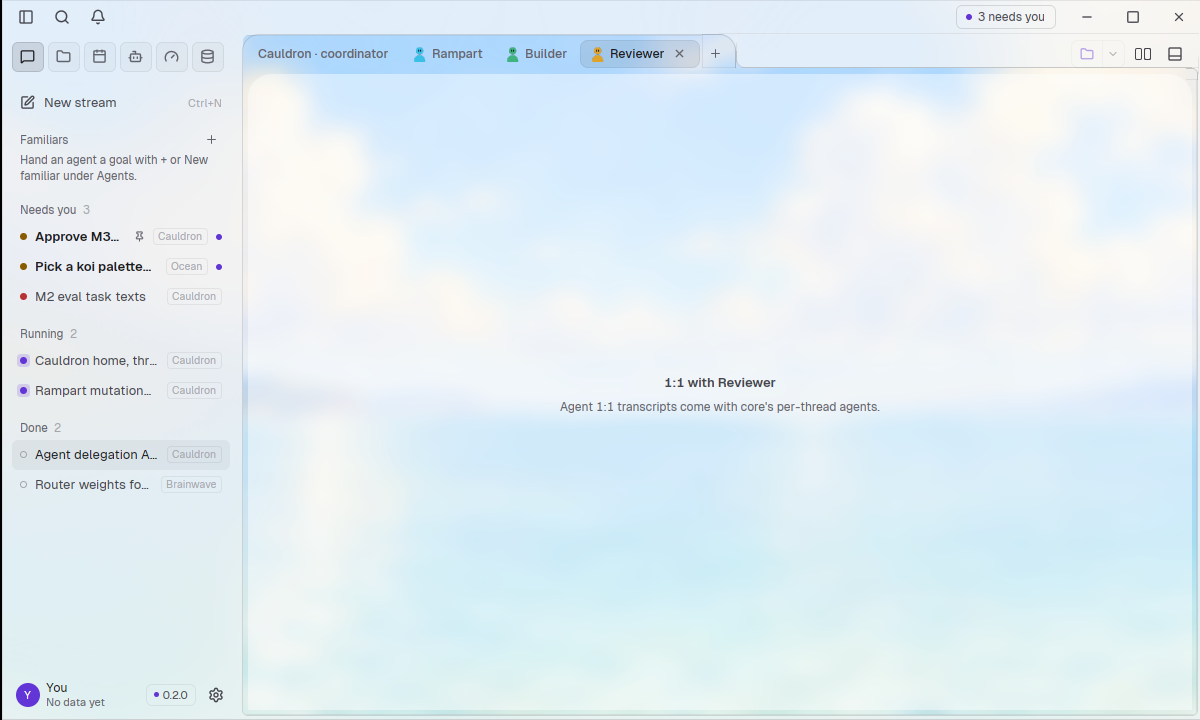 3 needs you
Cauldron · coordinator
Rampart
Builder
Reviewer
New stream
Ctrl+N
Familiars
Hand an agent a goal with + or New
familiar under Agents.
Needs you 3
Approve M3...
Cauldron
Pick a koi palette...
Ocean
M2 eval task texts
Cauldron
Running 2
Cauldron home, thr...
Cauldron
Rampart mutation...
Cauldron
Done 2
Agent delegation A...
Cauldron
Router weights fo...
Brainwave
1:1 with Reviewer
Agent 1:1 transcripts come with core's per-thread agents.
Y
You
No data yet
0.2.0